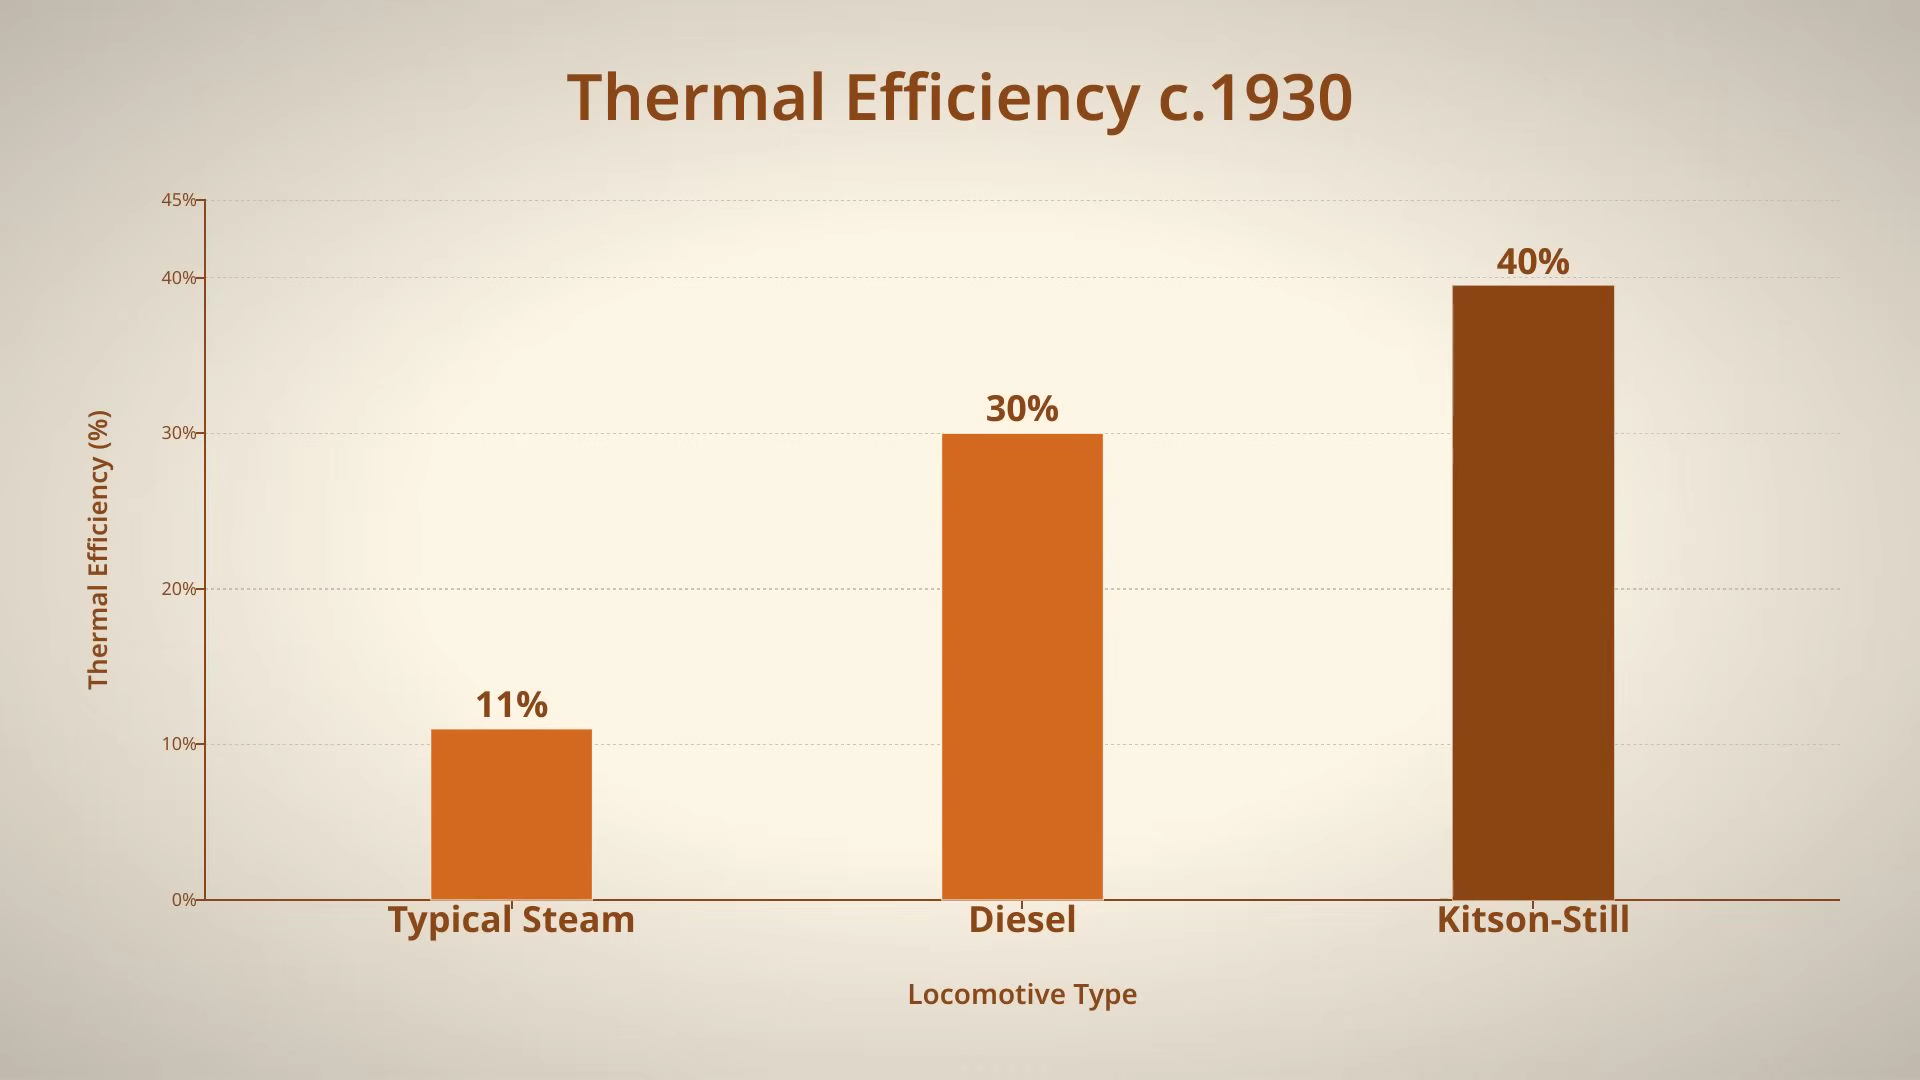 Thermal Efficiency c.1930
45%
40%
30%
20%
10%
0%
Thermal Efficiency (%)
11%
30%
40%
Typical Steam
Diesel
Kitson-Still
Locomotive Type